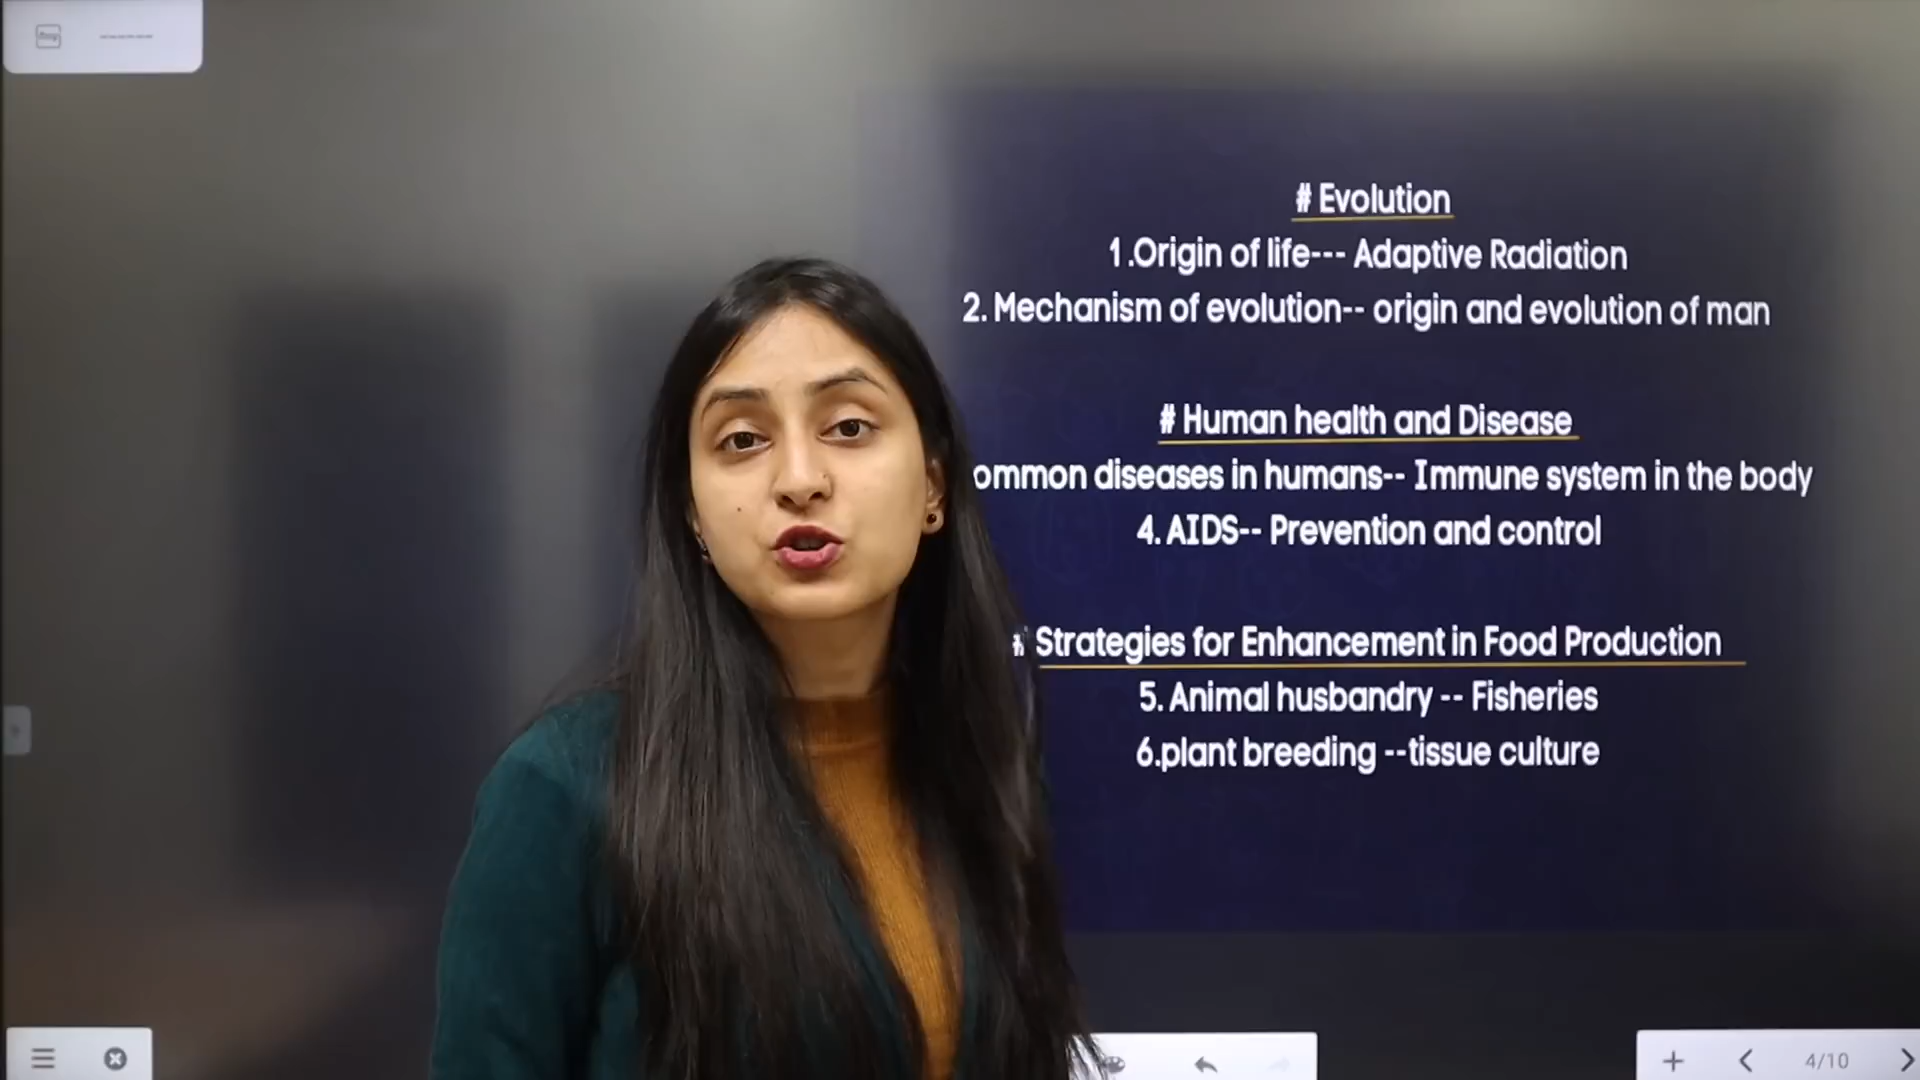 # Evolution
1.Origin of life--- Adaptive Radiation
2. Mechanism of evolution-- origin and evolution of man
# Human health and Disease
ommon diseases in humans-- Immune system in the body
4. AIDS-- Prevention and control
# Strategies for Enhancement in Food Production
5. Animal husbandry -- Fisheries
6.plant breeding --tissue culture
4/10